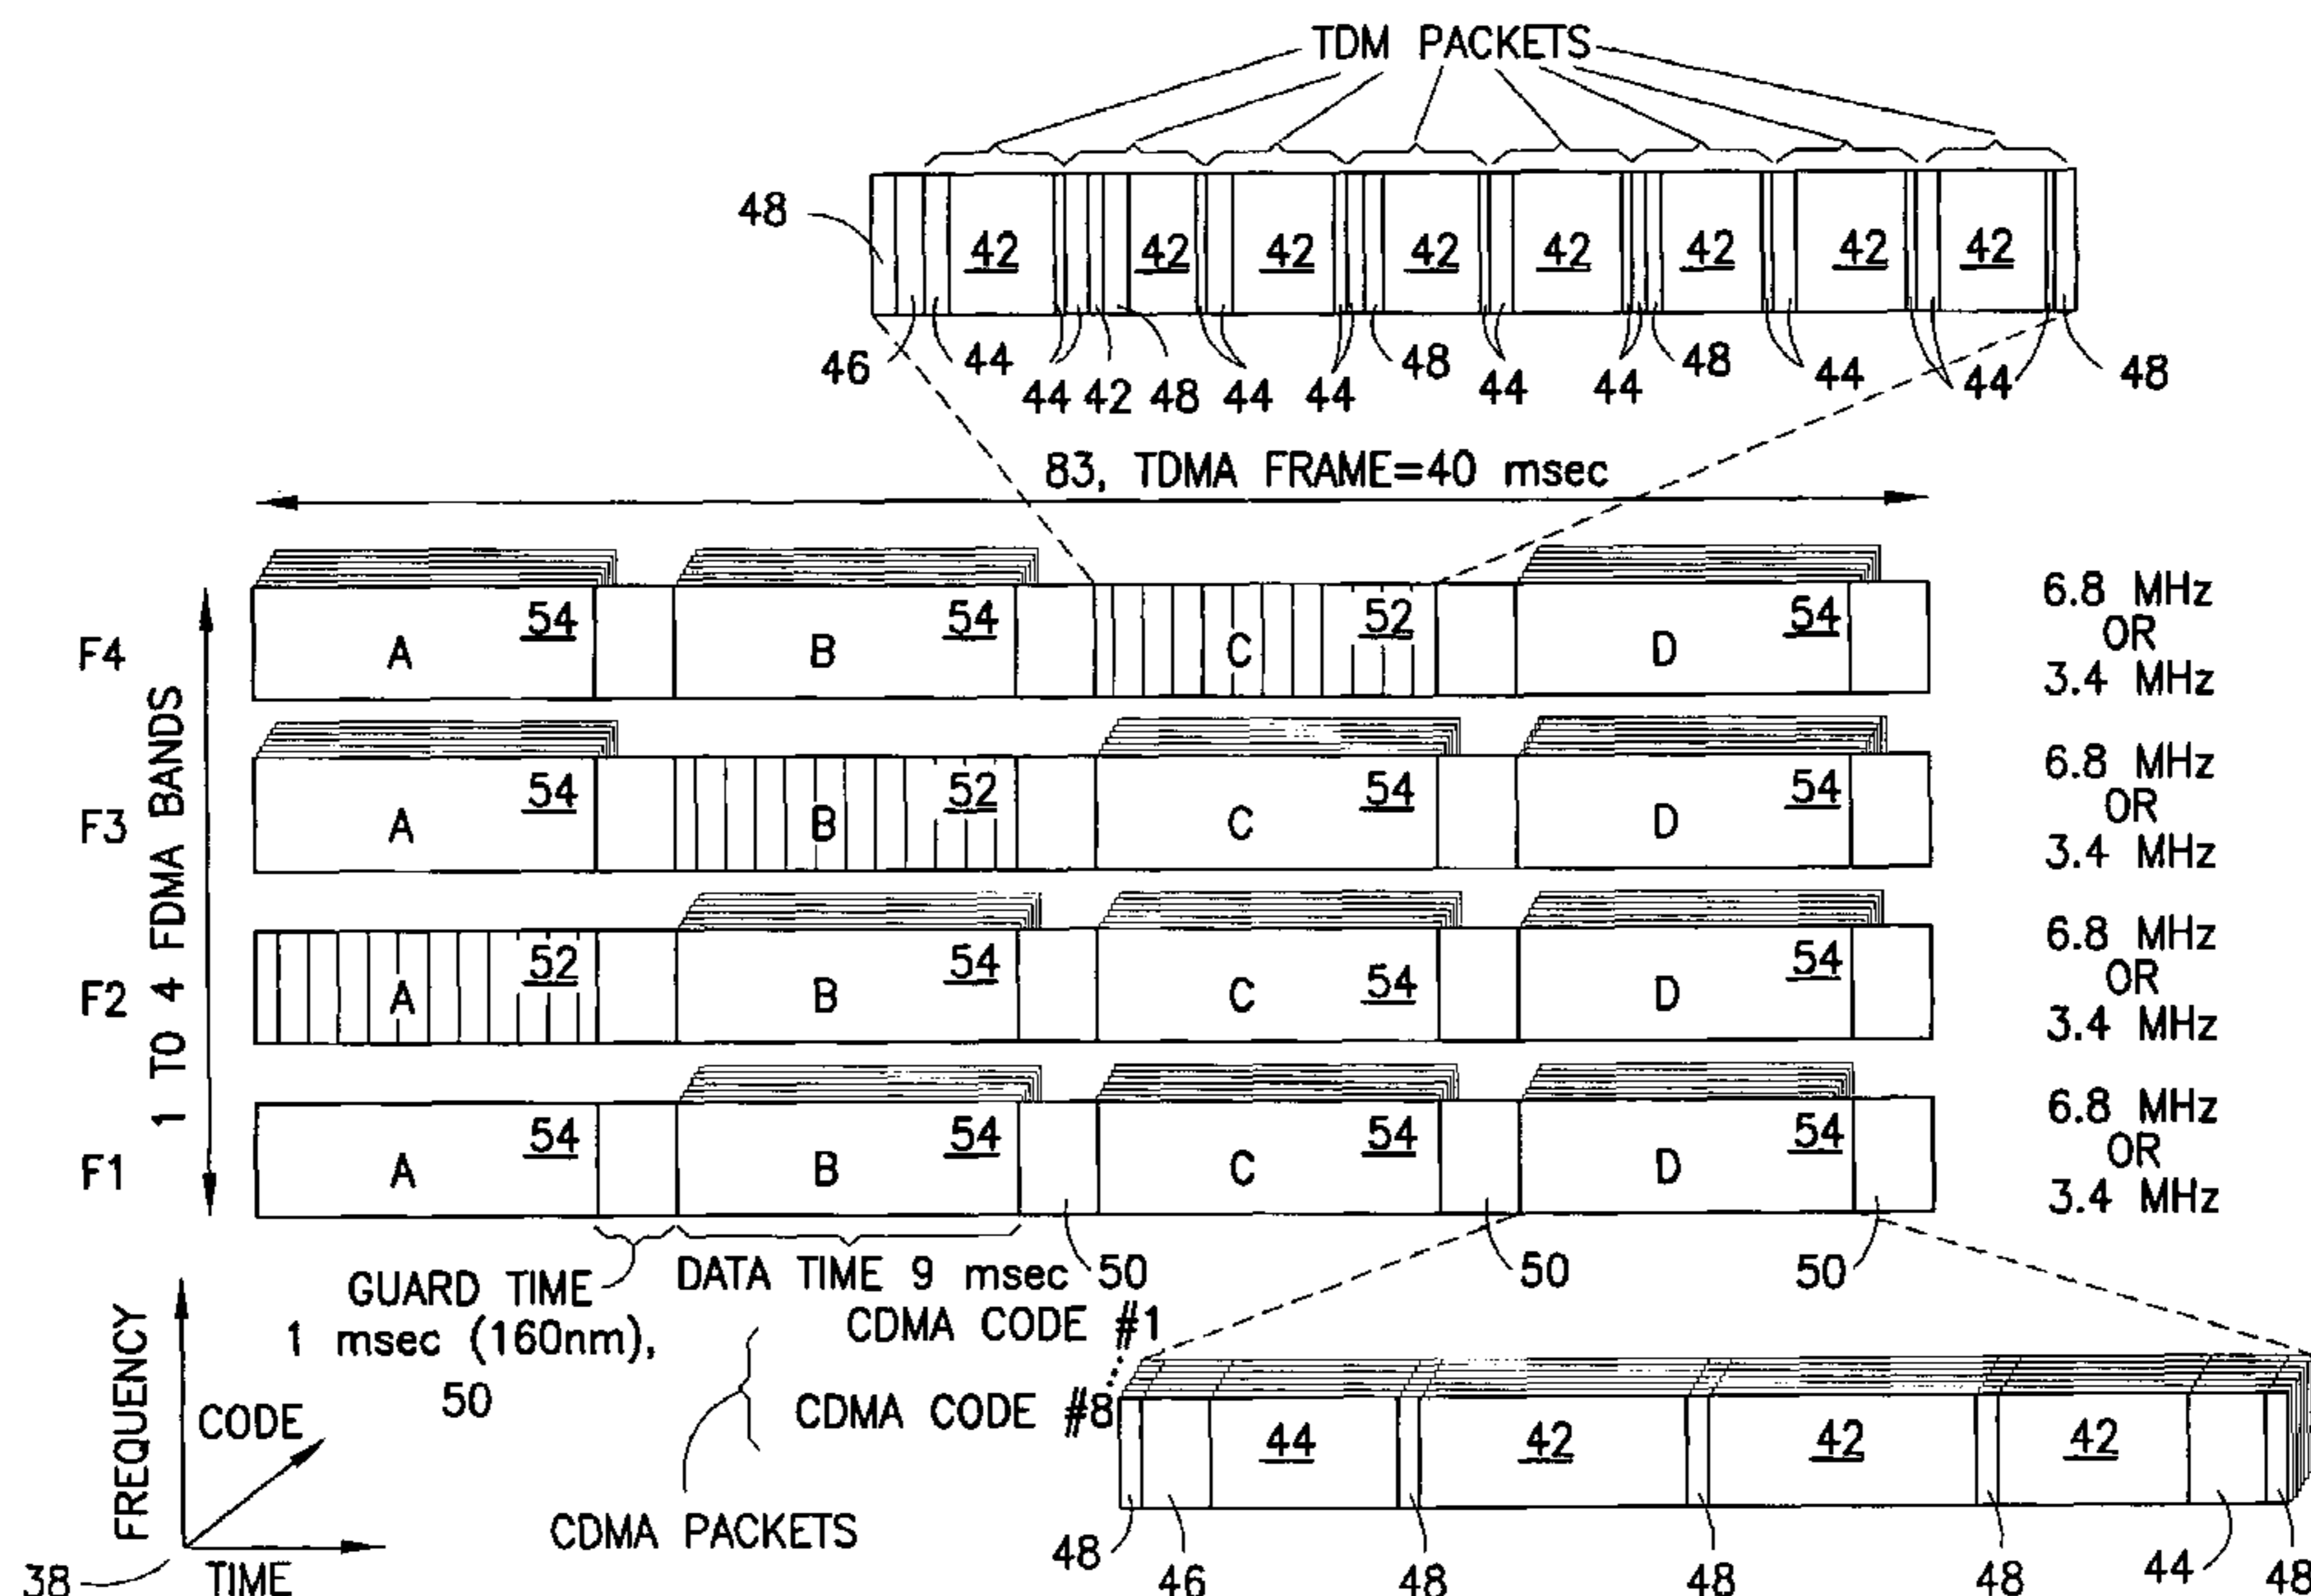 TDM PACKETS
48
42 42 42 42 42 42 42 42
46 44 44 42 48 44 44 48 44 44 48 44 44 48
83, TDMA FRAME=40 msec
1 TO 4 FDMA BANDS
F4 A 54 B 54 C 52 D 54 6.8 MHz
OR
3.4 MHz
F3 A 54 B 52 C 54 D 54 6.8 MHz
OR
3.4 MHz
F2 A 52 B 54 C 54 D 54 6.8 MHz
OR
3.4 MHz
F1 A 54 B 54 C 54 D 54 6.8 MHz
OR
3.4 MHz
GUARD TIME
1 msec (160nm),
50
DATA TIME 9 msec
50 50 50
CDMA CODE #1
CDMA CODE #8
CDMA PACKETS
44 42 42 42
48 46 48 48 48 44 48
FREQUENCY
CODE
TIME
38